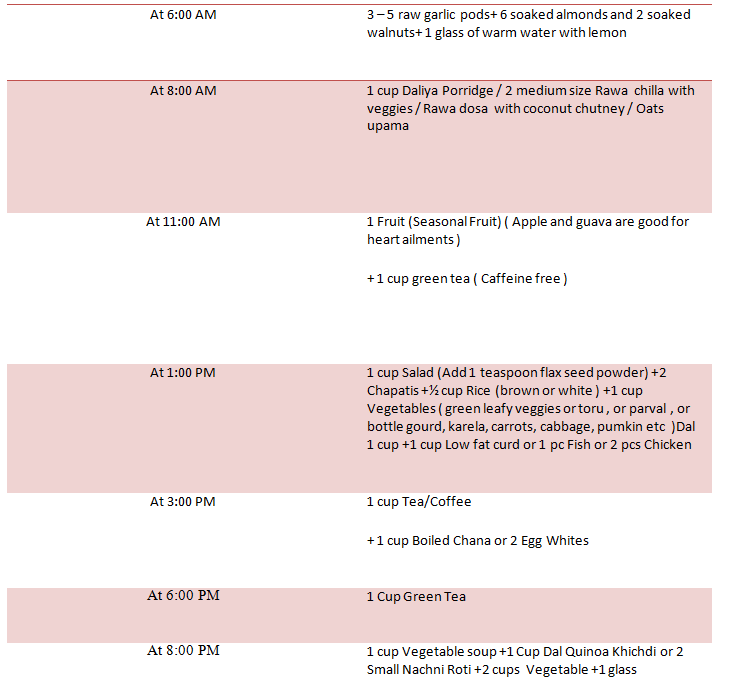 At 6:00 AM
3 – 5 raw garlic pods+ 6 soaked almonds and 2 soaked
walnuts+ 1 glass of warm water with lemon
At 8:00 AM
1 cup Daliya Porridge / 2 medium size Rawa chilla with
veggies / Rawa dosa with coconut chutney / Oats
upama
At 11:00 AM
1 Fruit (Seasonal Fruit) ( Apple and guava are good for
heart ailments )
+ 1 cup green tea ( Caffeine free )
At 1:00 PM
1 cup Salad (Add 1 teaspoon flax seed powder) +2
Chapatis +½ cup Rice (brown or white ) +1 cup
Vegetables ( green leafy veggies or toru , or parval , or
bottle gourd, karela, carrots, cabbage, pumkin etc )Dal
1 cup +1 cup Low fat curd or 1 pc Fish or 2 pcs Chicken
At 3:00 PM
1 cup Tea/Coffee
+ 1 cup Boiled Chana or 2 Egg Whites
At 6:00 PM
1 Cup Green Tea
At 8:00 PM
1 cup Vegetable soup +1 Cup Dal Quinoa Khichdi or 2
Small Nachni Roti +2 cups Vegetable +1 glass